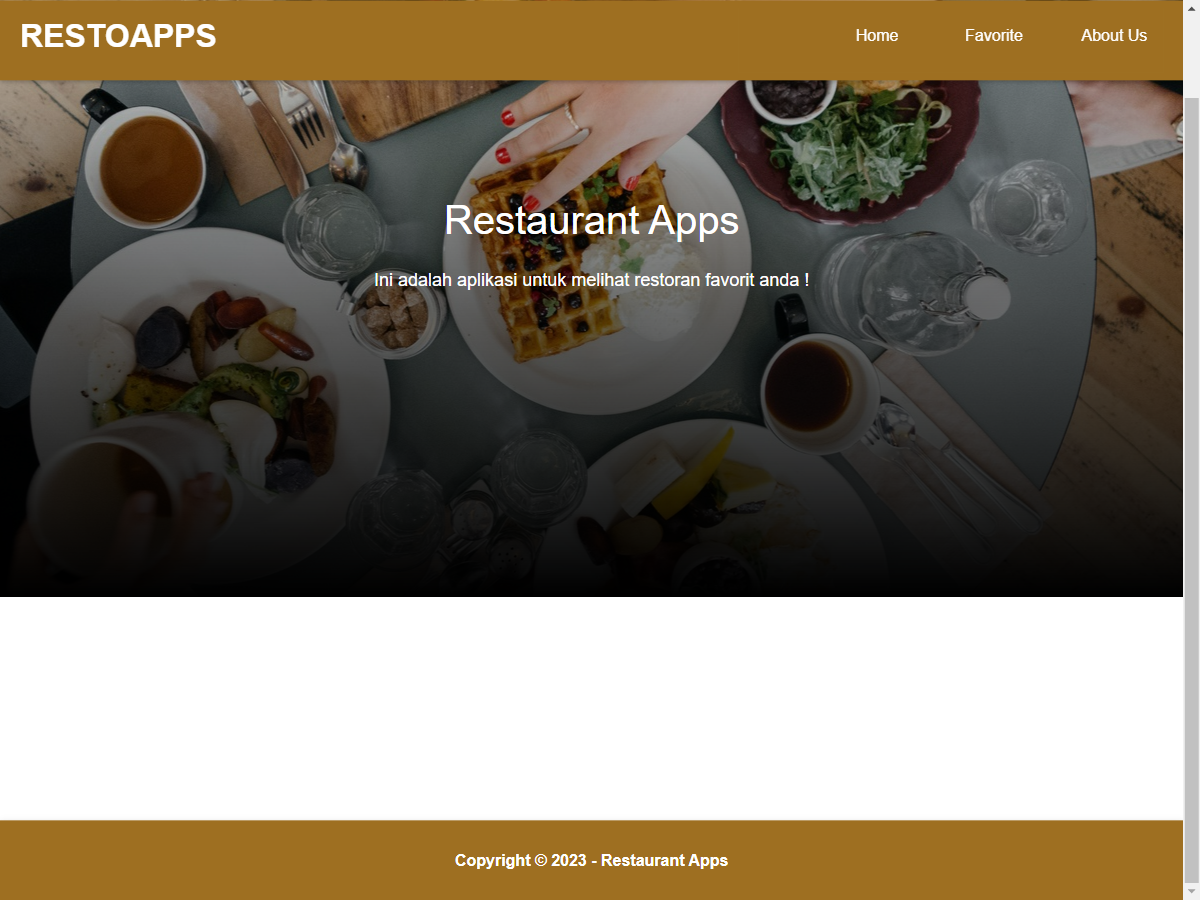 RESTOAPPS
Home
Favorite
About Us
Restaurant Apps
Ini adalah aplikasi untuk melihat restoran favorit anda !
Copyright © 2023 - Restaurant Apps